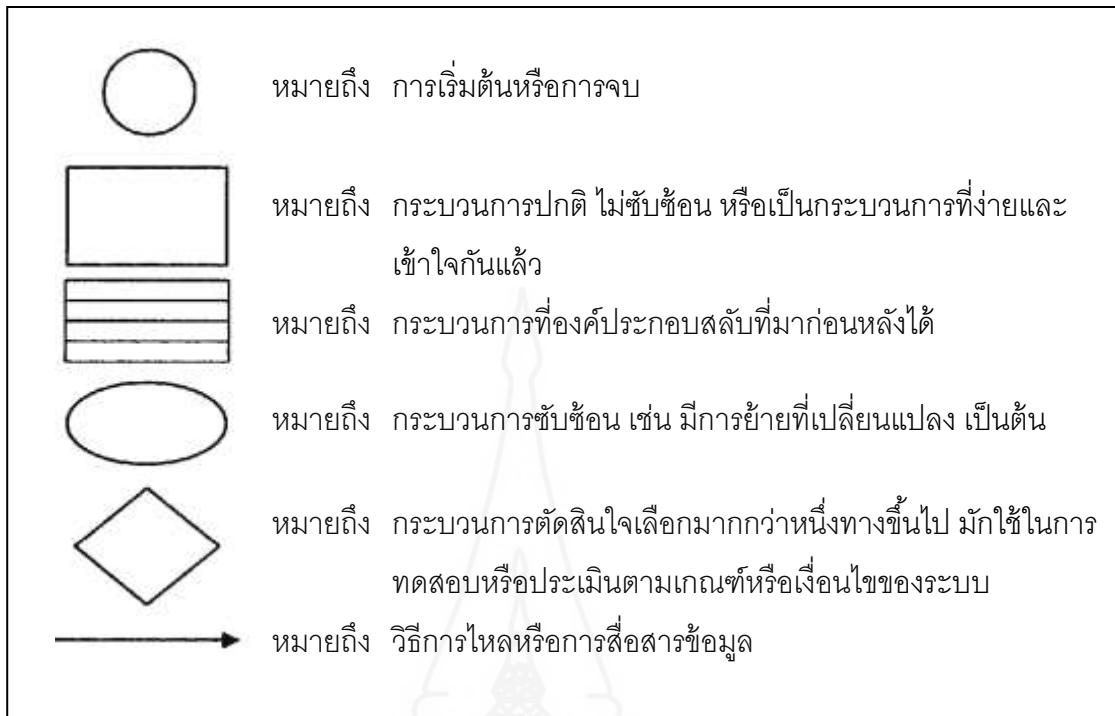 หมายถึง การเริ่มต้นหรือการจบ
หมายถึง กระบวนการปกติ ไม่ซับซ้อน หรือเป็นกระบวนการที่ง่ายและ
เข้าใจกันแล้ว
หมายถึง กระบวนการที่องค์ประกอบสลับที่มาก่อนหลังได้
หมายถึง กระบวนการซับซ้อน เช่น มีการย้ายที่เปลี่ยนแปลง เป็นต้น
หมายถึง กระบวนการตัดสินใจเลือกมากกว่าหนึ่งทางขึ้นไป มักใช้ในการ
ทดสอบหรือประเมินตามเกณฑ์หรือเงื่อนไขของระบบ
หมายถึง วิธีการไหลหรือการสื่อสารข้อมูล